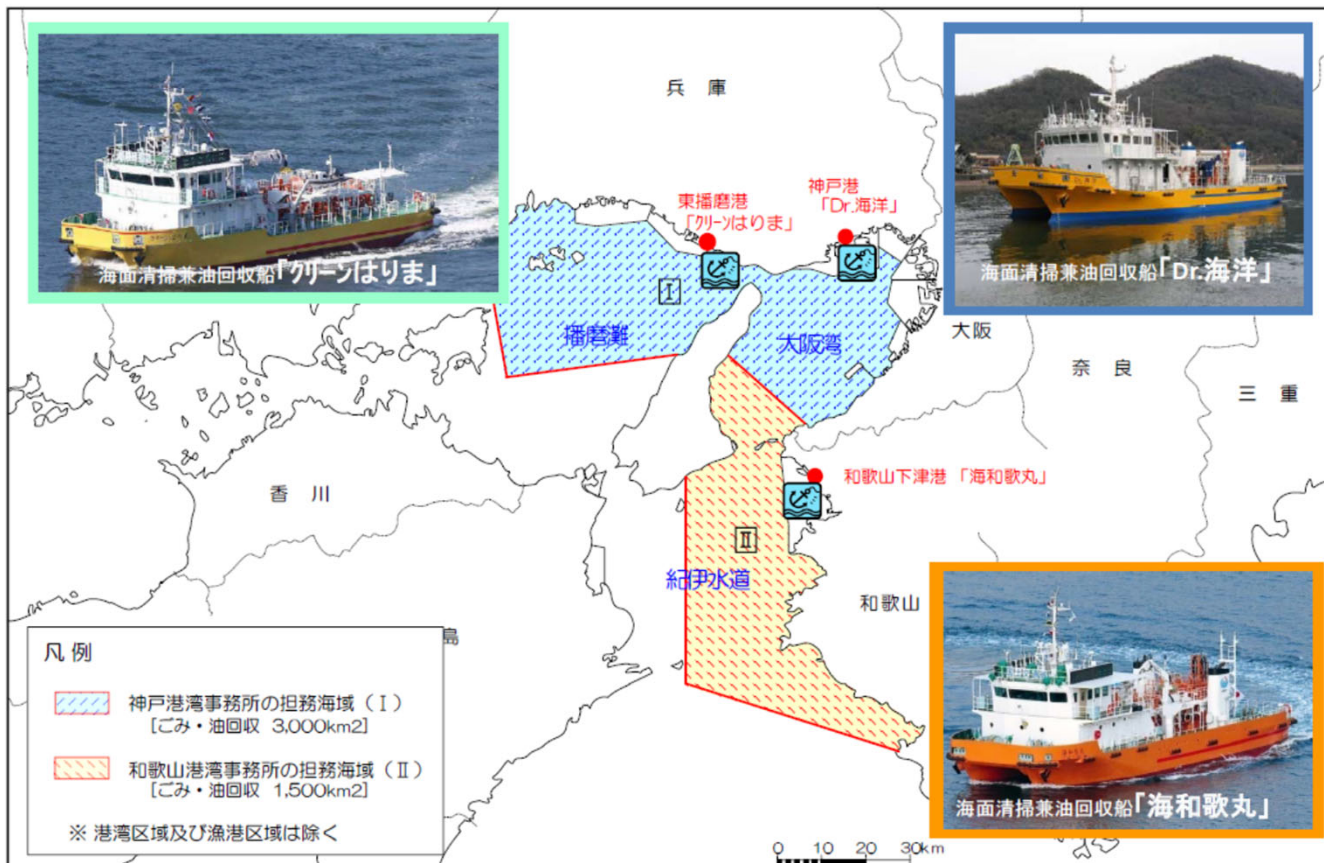 兵 庫
東播磨港
「クリーンはりま」
神戸港
「Dr.海洋」
海面清掃兼油回収船「クリーンはりま」
海面清掃兼油回収船「Dr.海洋」
Ⅰ
播磨灘
大阪湾
大阪
奈 良
三 重
香 川
和歌山下津港 「海和歌丸」
Ⅱ
紀伊水道
和歌山
島
凡 例
神戸港湾事務所の担務海域（Ⅰ）
[ごみ・油回収 3,000km2]
和歌山港湾事務所の担務海域（Ⅱ）
[ごみ・油回収 1,500km2]
※ 港湾区域及び漁港区域は除く
海面清掃兼油回収船「海和歌丸」
0 10 20 30km